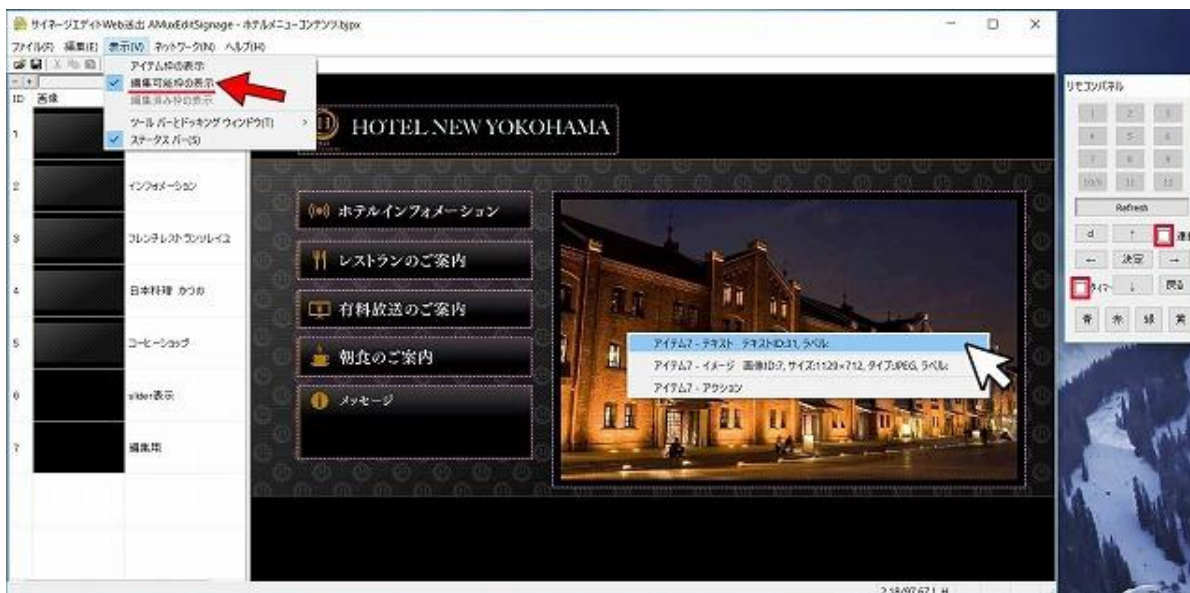 サイネージエディトWeb送出 AMuxEditSignage - ホテルメニューコンテンツ.bjpx
ファイル(F) 編集(E) 表示(V) ネットワーク(N) ヘルプ(H)
アイテム枠の表示
編集可能枠の表示
編集済み枠の表示
ツール バーとドッキング ウィンドウ(T)
ステータス バー(S)
ID 画像
1
2 インフォメーション
3 フレンチレストランソレイユ
4 日本料理 かつお
5 コーヒーショップ
6 slider表示
7 編集用
HOTEL NEW YOKOHAMA
ホテルインフォメーション
レストランのご案内
有料放送のご案内
朝食のご案内
メッセージ
アイテム7 - テキスト テキストID:31, ラベル:
アイテム7 - イメージ 画像ID:7, サイズ:1129×712, タイプ:JPEG, ラベル:
アイテム7 - アクション
リモコンパネル
1 2 3
4 5 6
7 8 9
10/0 11 12
Refresh
d ↑
← 決定 →
タイマー ↓ 戻る
青 赤 緑 黄